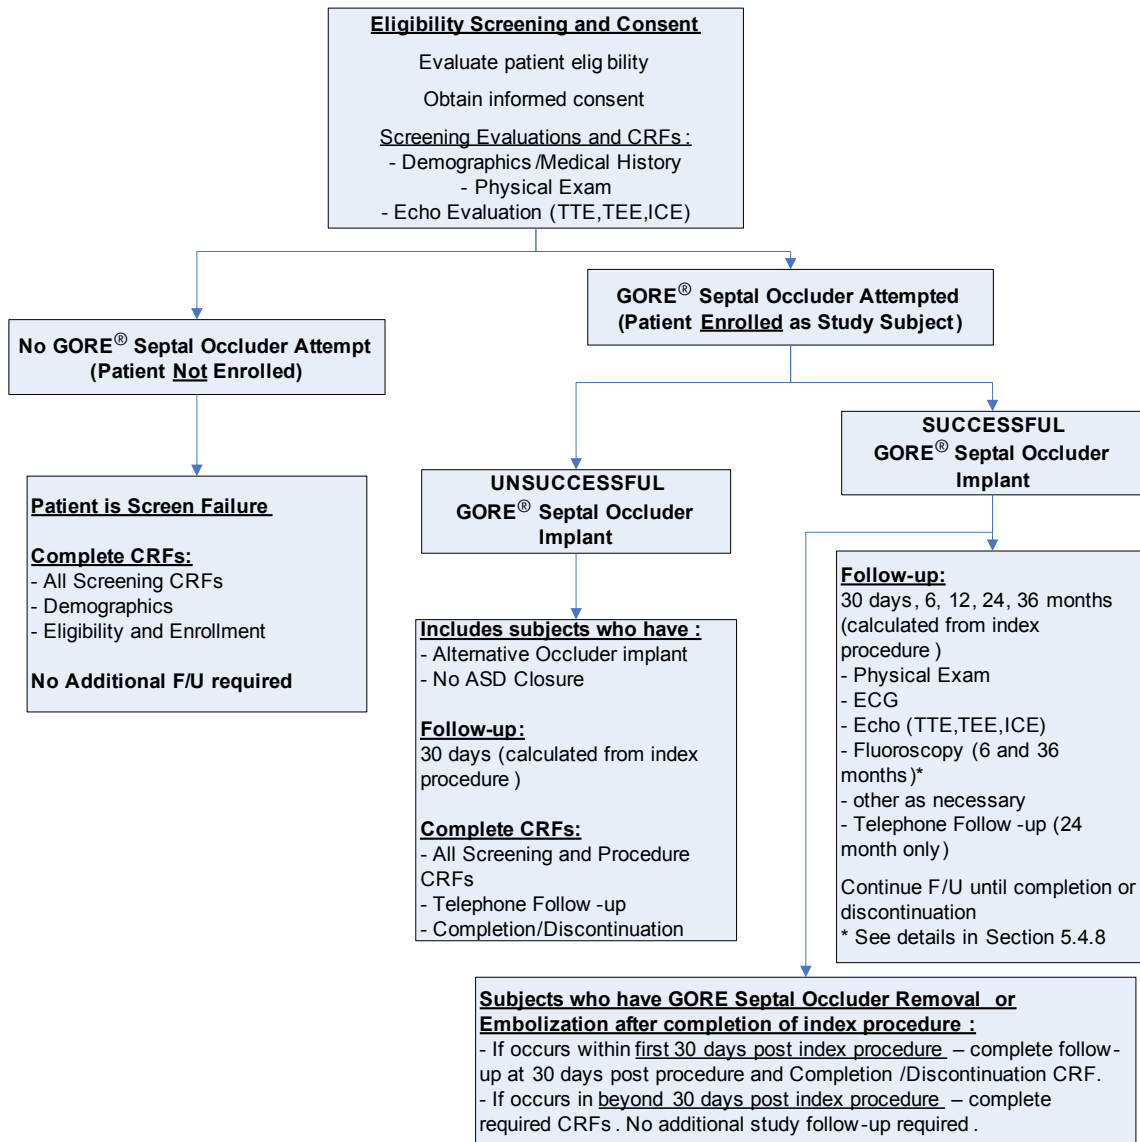 Eligibility Screening and Consent
Evaluate patient elig bility
Obtain informed consent
Screening Evaluations and CRFs :
- Demographics /Medical History
- Physical Exam
- Echo Evaluation (TTE,TEE,ICE)
GORE® Septal Occluder Attempted
(Patient Enrolled as Study Subject)
No GORE® Septal Occluder Attempt
(Patient Not Enrolled)
SUCCESSFUL
GORE® Septal Occluder
Implant
UNSUCCESSFUL
GORE® Septal Occluder
Implant
Patient is Screen Failure
Complete CRFs:
- All Screening CRFs
- Demographics
- Eligibility and Enrollment
No Additional F/U required
Includes subjects who have :
- Alternative Occluder implant
- No ASD Closure
Follow-up:
30 days (calculated from index
procedure )
Complete CRFs:
- All Screening and Procedure
CRFs
- Telephone Follow -up
- Completion/Discontinuation
Follow-up:
30 days, 6, 12, 24, 36 months
(calculated from index
procedure )
- Physical Exam
- ECG
- Echo (TTE,TEE,ICE)
- Fluoroscopy (6 and 36
months)*
- other as necessary
- Telephone Follow -up (24
month only)
Continue F/U until completion or
discontinuation
* See details in Section 5.4.8
Subjects who have GORE Septal Occluder Removal or
Embolization after completion of index procedure :
- If occurs within first 30 days post index procedure – complete follow-
up at 30 days post procedure and Completion /Discontinuation CRF.
- If occurs in beyond 30 days post index procedure – complete
required CRFs . No additional study follow-up required .